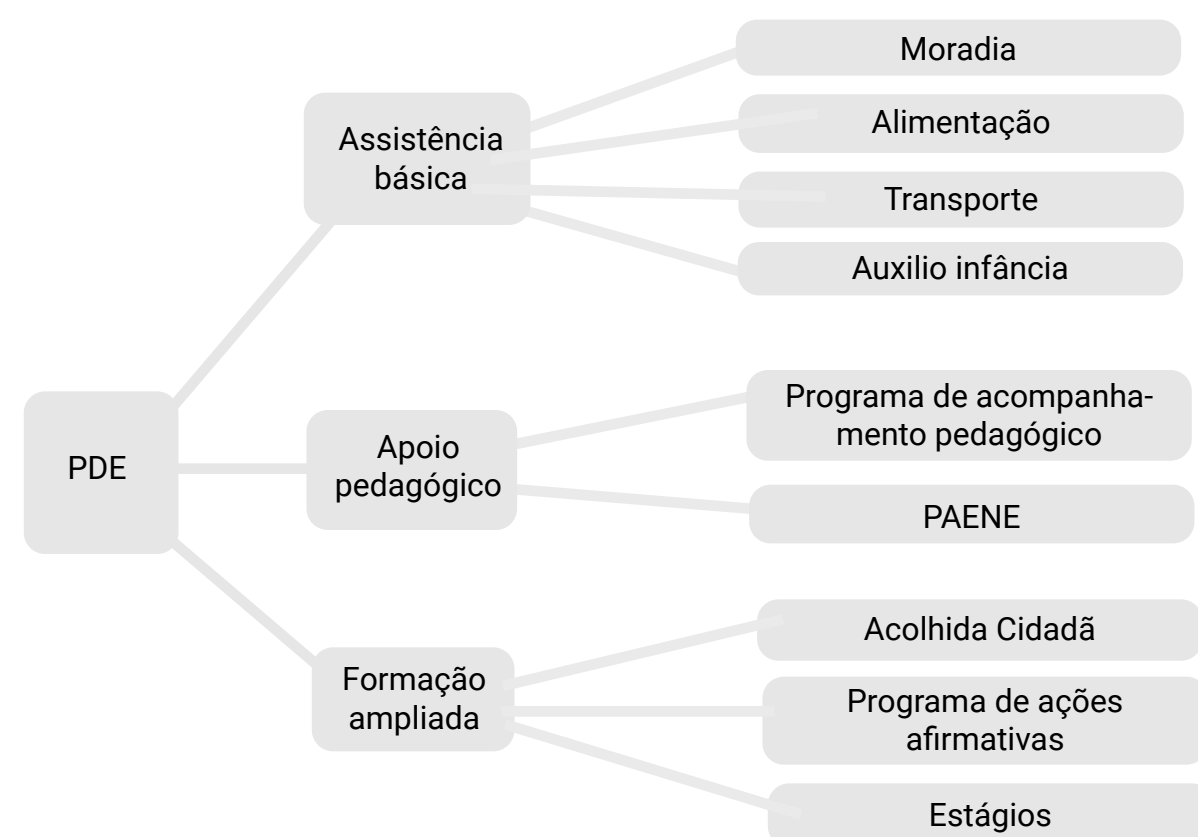 Moradia
Assistência
básica
Alimentação
Transporte
Auxilio infância
PDE
Apoio
pedagógico
Programa de acompanha-
mento pedagógico
PAENE
Formação
ampliada
Acolhida Cidadã
Programa de ações
afirmativas
Estágios